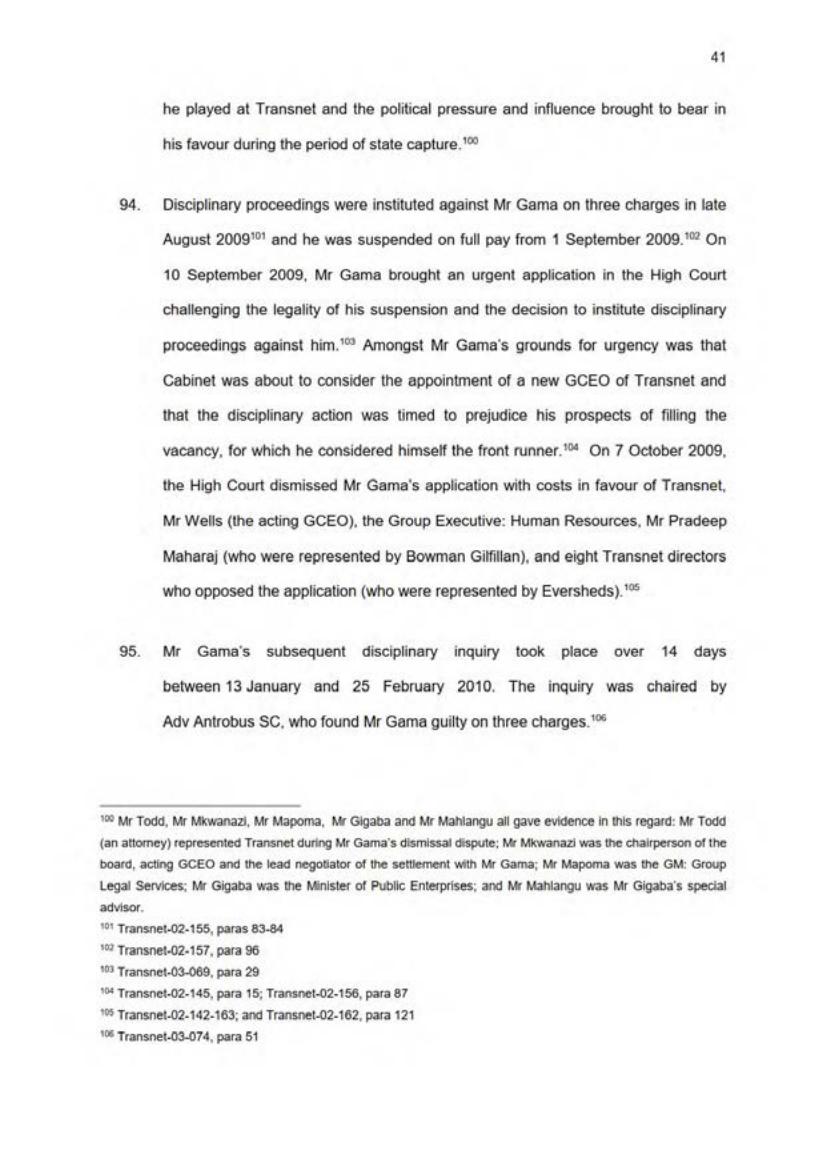 41
he played at Transnet and the political pressure and influence brought to bear in
his favour during the period of state capture.100
94. Disciplinary proceedings were instituted against Mr Gama on three charges in late
August 2009101 and he was suspended on full pay from 1 September 2009.102 On
10 September 2009, Mr Gama brought an urgent application in the High Court
challenging the legality of his suspension and the decision to institute disciplinary
proceedings against him.103 Amongst Mr Gama's grounds for urgency was that
Cabinet was about to consider the appointment of a new GCEO of Transnet and
that the disciplinary action was timed to prejudice his prospects of filling the
vacancy, for which he considered himself the front runner.104 On 7 October 2009,
the High Court dismissed Mr Gama's application with costs in favour of Transnet,
Mr Wells (the acting GCEO), the Group Executive: Human Resources, Mr Pradeep
Maharaj (who were represented by Bowman Gilfillan), and eight Transnet directors
who opposed the application (who were represented by Eversheds).105
95. Mr Gama's subsequent disciplinary inquiry took place over 14 days
between 13 January and 25 February 2010. The inquiry was chaired by
Adv Antrobus SC, who found Mr Gama guilty on three charges.106
100 Mr Todd, Mr Mkwanazi, Mr Mapoma, Mr Gigaba and Mr Mahlangu all gave evidence in this regard: Mr Todd
(an attorney) represented Transnet during Mr Gama's dismissal dispute; Mr Mkwanazi was the chairperson of the
board, acting GCEO and the lead negotiator of the settlement with Mr Gama; Mr Mapoma was the GM: Group
Legal Services; Mr Gigaba was the Minister of Public Enterprises; and Mr Mahlangu was Mr Gigaba's special
advisor.
101 Transnet-02-155, paras 83-84
102 Transnet-02-157, para 96
103 Transnet-03-069, para 29
104 Transnet-02-145, para 15; Transnet-02-156, para 87
105 Transnet-02-142-163; and Transnet-02-162, para 121
106 Transnet-03-074, para 51